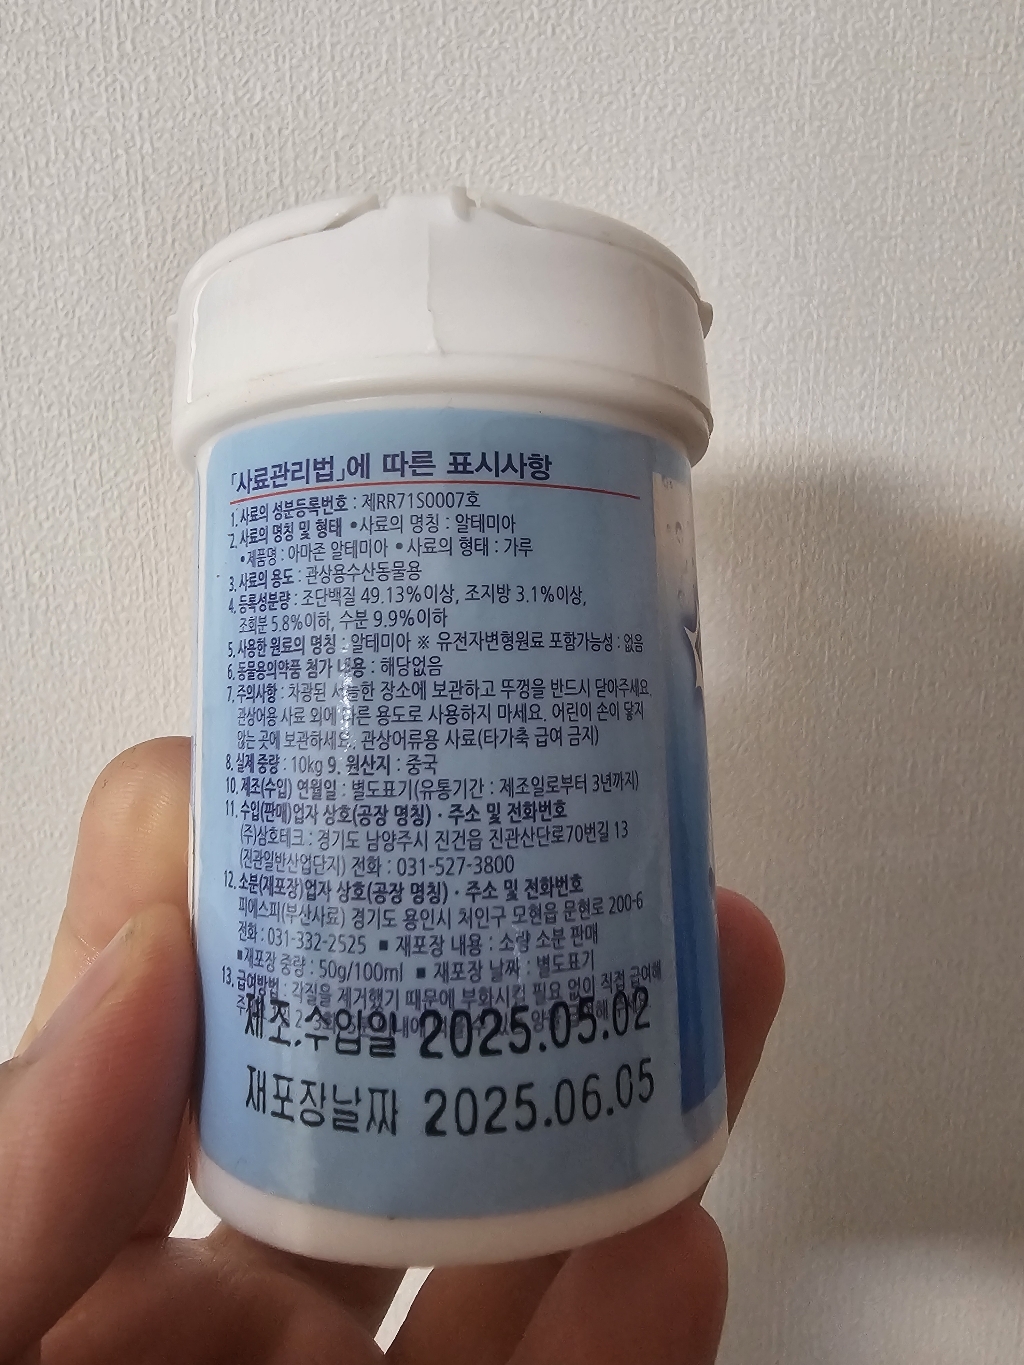 「사료관리법」에 따른 표시사항
1. 사료의 성분등록번호 : 제RR71S0007호
2. 사료의 명칭 및 형태 •사료의 명칭 : 알테미아
•제품명 : 아마존 알테미아 •사료의 형태 : 가루
3. 사료의 용도 : 관상용수산동물용
4. 등록성분량 : 조단백질 49.13%이상, 조지방 3.1%이상,
조회분 5.8%이하, 수분 9.9%이하
5. 사용한 원료의 명칭 : 알테미아 ※ 유전자변형원료 포함가능성 : 없음
6. 동물용의약품 첨가 내용 : 해당없음
7. 주의사항 : 차광된 서늘한 장소에 보관하고 뚜껑을 반드시 닫아주세요.
관상어용 사료 외에 다른 용도로 사용하지 마세요. 어린이 손이 닿지
않는 곳에 보관하세요. 관상어류용 사료(타가축 급여 금지)
8. 실제 중량 : 10kg 9. 원산지 : 중국
10. 제조(수입) 연월일 : 별도표기(유통기간 : 제조일로부터 3년까지)
11. 수입(판매)업자 상호(공장 명칭) · 주소 및 전화번호
(주)삼호테크 : 경기도 남양주시 진건읍 진관산단로70번길 13
(진관일반산업단지) 전화 : 031-527-3800
12. 소분(재포장)업자 상호(공장 명칭) · 주소 및 전화번호
피에스피(부산사료) 경기도 용인시 처인구 모현읍 문현로 200-6
전화 : 031-332-2525 ■ 재포장 내용 : 소량 소분 판매
■재포장 중량 : 50g/100ml ■ 재포장 날짜 : 별도표기
13. 급여방법 : 각질을 제거했기 때문에 부화시킬 필요 없이 직접 급여해
제조,수입일 2025.05.02
재포장날짜 2025.06.05